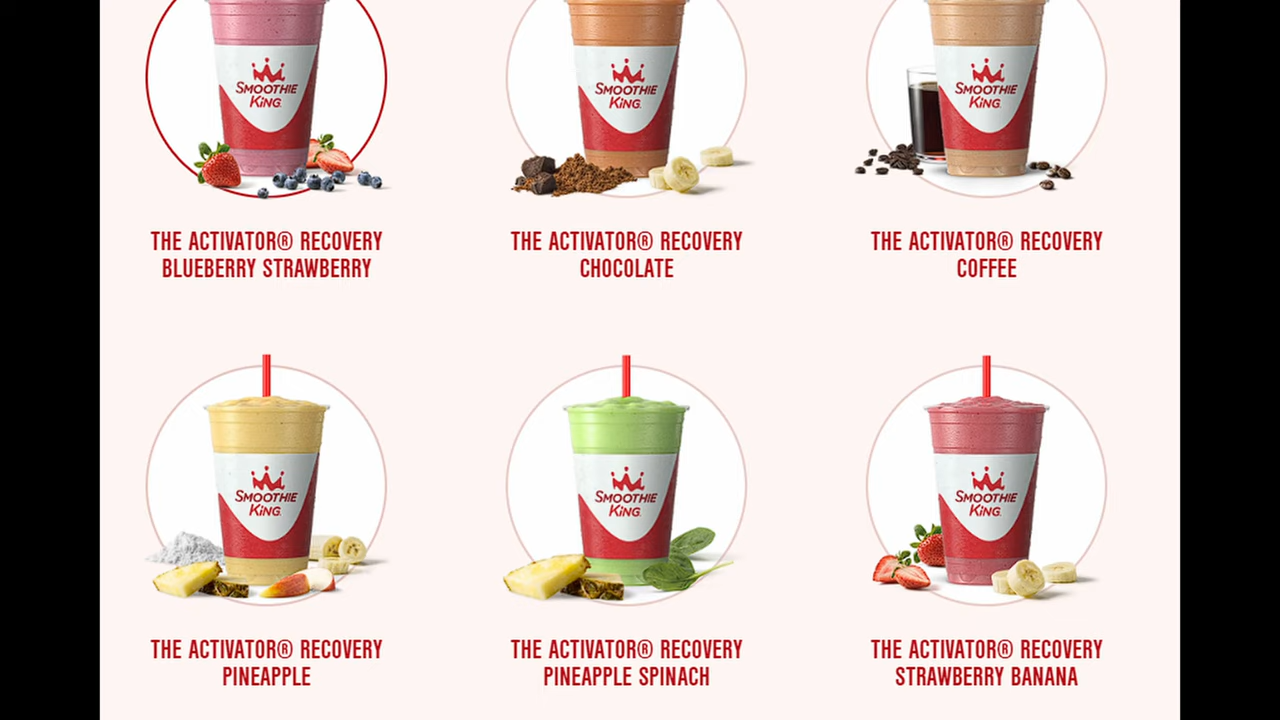 SMOOTHIE
KING
SMOOTHIE
KING
SMOOTHIE
KING
THE ACTIVATOR® RECOVERY
BLUEBERRY STRAWBERRY
THE ACTIVATOR® RECOVERY
CHOCOLATE
THE ACTIVATOR® RECOVERY
COFFEE
SMOOTHIE
KING
SMOOTHIE
KING
SMOOTHIE
KING
THE ACTIVATOR® RECOVERY
PINEAPPLE
THE ACTIVATOR® RECOVERY
PINEAPPLE SPINACH
THE ACTIVATOR® RECOVERY
STRAWBERRY BANANA